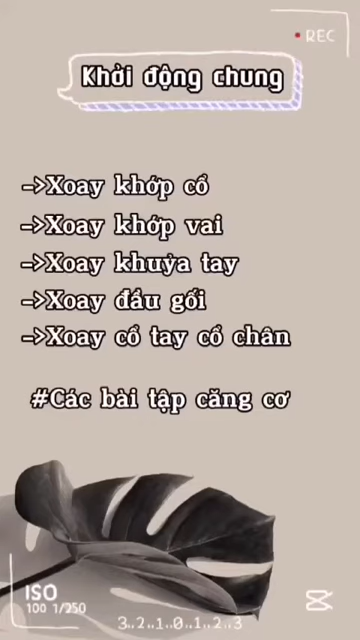 REC
Khởi động chung
->Xoay khớp cổ
->Xoay khớp vai
->Xoay khuỷa tay
->Xoay đầu gối
->Xoay cổ tay cổ chân
#Các bài tập căng cơ
ISO
100 1/250
3..2..1..0..1..2..3